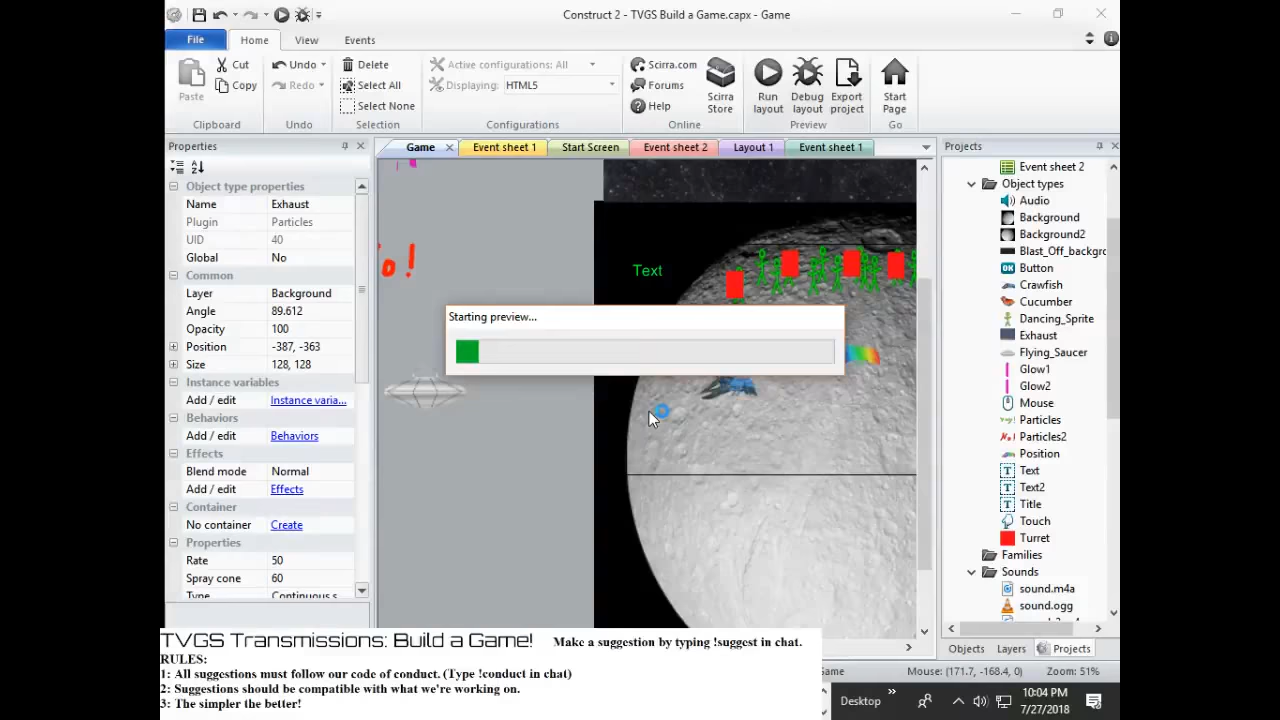 Construct 2 - TVGS Build a Game.capx - Game
File Home View Events
Paste Cut Copy Undo Redo Delete Select All Select None
Active configurations: All
Displaying: HTML5
Scirra.com Forums Help Scirra Store
Run layout Debug layout Export project Start Page
Clipboard Undo Selection Configurations Online Preview Go
Properties
Game Event sheet 1 Start Screen Event sheet 2 Layout 1 Event sheet 1
Projects
Object type properties
Name Exhaust
Plugin Particles
UID 40
Global No
Common
Layer Background
Angle 89.612
Opacity 100
Position -387, -363
Size 128, 128
Instance variables
Add / edit Instance varia...
Behaviors
Add / edit Behaviors
Effects
Blend mode Normal
Add / edit Effects
Container
No container Create
Properties
Rate 50
Spray cone 60
Type Continuous s
o!
Text
Starting preview...
Event sheet 2
Object types
Audio
Background
Background2
Blast_Off_backgro
Button
Crawfish
Cucumber
Dancing_Sprite
Exhaust
Flying_Saucer
Glow1
Glow2
Mouse
Particles
Particles2
Position
Text
Text2
Title
Touch
Turret
Families
Sounds
sound.m4a
sound.ogg
Objects Layers Projects
Mouse: (171.7, -168.4, 0) Zoom: 51%
TVGS Transmissions: Build a Game! Make a suggestion by typing !suggest in chat.
RULES:
1: All suggestions must follow our code of conduct. (Type !conduct in chat)
2: Suggestions should be compatible with what we're working on.
3: The simpler the better!
Desktop
10:04 PM
7/27/2018